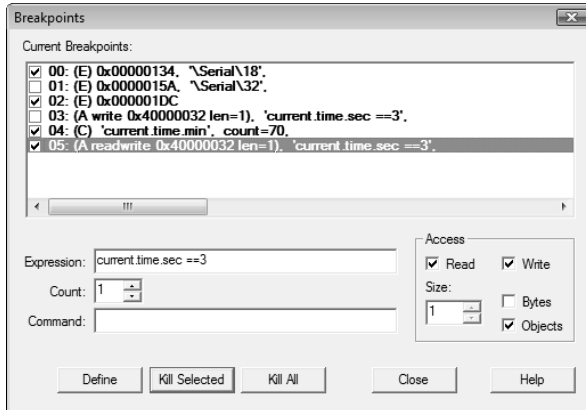 Breakpoints
Current Breakpoints:
00: (E) 0x00000134, '\Serial\18',
01: (E) 0x0000015A, '\Serial\32',
02: (E) 0x000001DC
03: (A write 0x40000032 len=1), 'current.time.sec ==3',
04: (C) 'current.time.min', count=70,
05: (A readwrite 0x40000032 len=1), 'current.time.sec ==3',
Access
Expression: current.time.sec ==3
Read Write
Count: 1
Size:
1
Bytes
Command:
Objects
Define Kill Selected Kill All Close Help